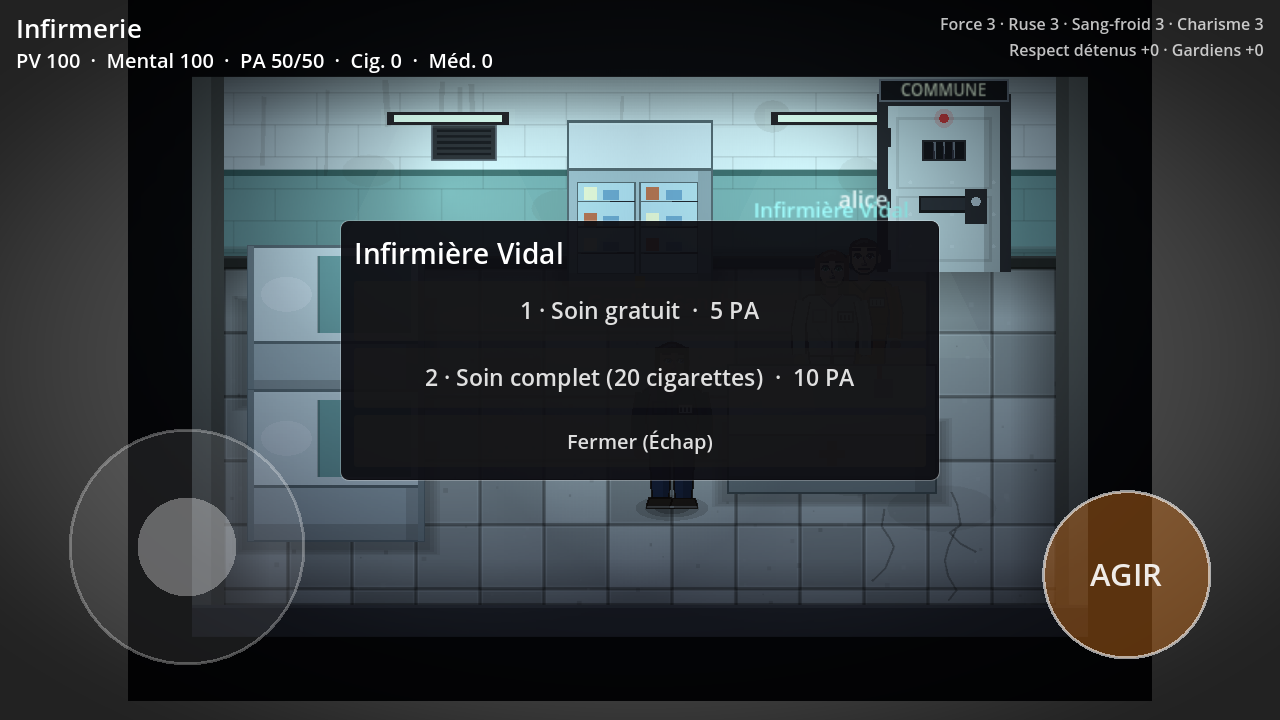 Infirmerie
PV 100 · Mental 100 · PA 50/50 · Cig. 0 · Méd. 0
Force 3 · Ruse 3 · Sang-froid 3 · Charisme 3
Respect détenus +0 · Gardiens +0
COMMUNE
alice
Infirmière Vidal
Infirmière Vidal
1 · Soin gratuit · 5 PA
2 · Soin complet (20 cigarettes) · 10 PA
Fermer (Échap)
AGIR